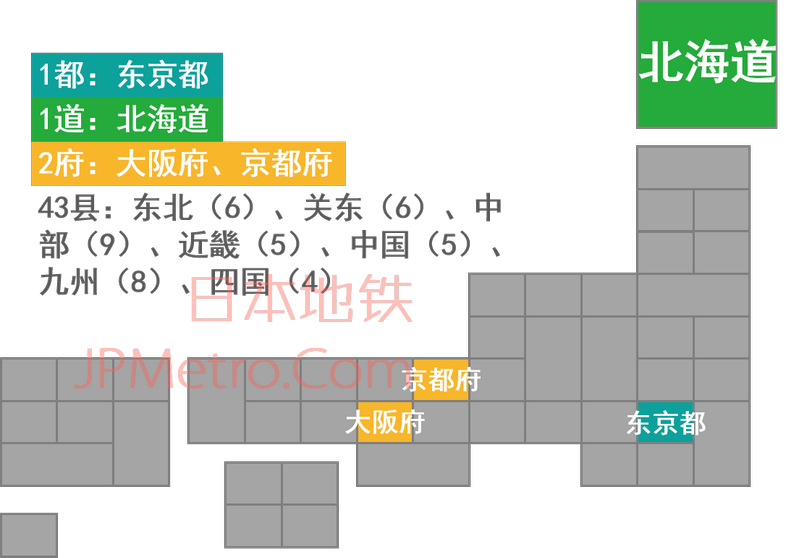 北海道
1都：东京都
1道：北海道
2府：大阪府、京都府
43县：东北（6）、关东（6）、中
部（9）、近畿（5）、中国（5）、
九州（8）、四国（4）
日本地铁
JPMetro.Com
京都府
大阪府
东京都